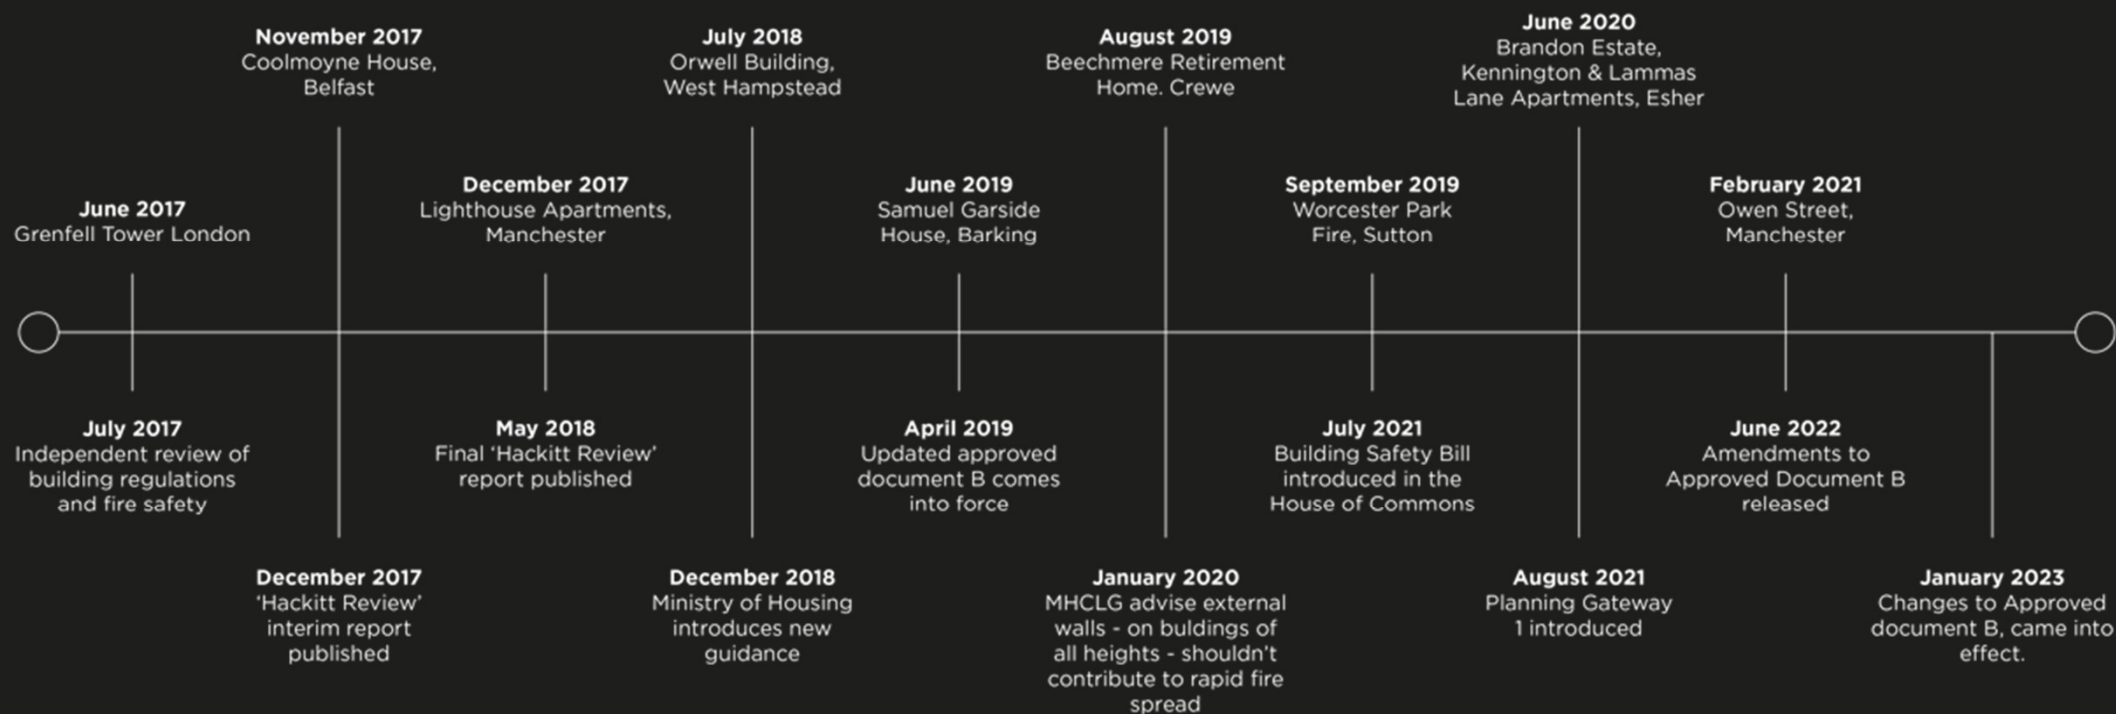 November 2017
Coolmoyne House,
Belfast
July 2018
Orwell Building,
West Hampstead
August 2019
Beechmere Retirement
Home. Crewe
June 2020
Brandon Estate,
Kennington & Lammas
Lane Apartments, Esher
June 2017
Grenfell Tower London
December 2017
Lighthouse Apartments,
Manchester
June 2019
Samuel Garside
House, Barking
September 2019
Worcester Park
Fire, Sutton
February 2021
Owen Street,
Manchester
July 2017
Independent review of
building regulations
and fire safety
May 2018
Final ‘Hackitt Review’
report published
April 2019
Updated approved
document B comes
into force
July 2021
Building Safety Bill
introduced in the
House of Commons
June 2022
Amendments to
Approved Document B
released
December 2017
‘Hackitt Review’
interim report
published
December 2018
Ministry of Housing
introduces new
guidance
January 2020
MHCLG advise external
walls - on buldings of
all heights - shouldn’t
contribute to rapid fire
spread
August 2021
Planning Gateway
1 introduced
January 2023
Changes to Approved
document B, came into
effect.